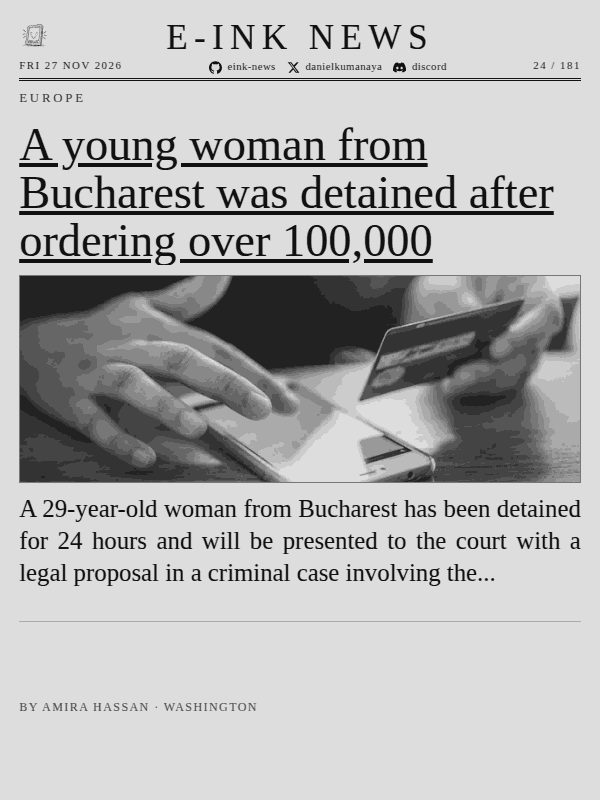 E-INK NEWS
FRI 27 NOV 2026
eink-news danielkumanaya discord
24 / 181
EUROPE
A young woman from
Bucharest was detained after
ordering over 100,000
A 29-year-old woman from Bucharest has been detained
for 24 hours and will be presented to the court with a
legal proposal in a criminal case involving the...
BY AMIRA HASSAN · WASHINGTON